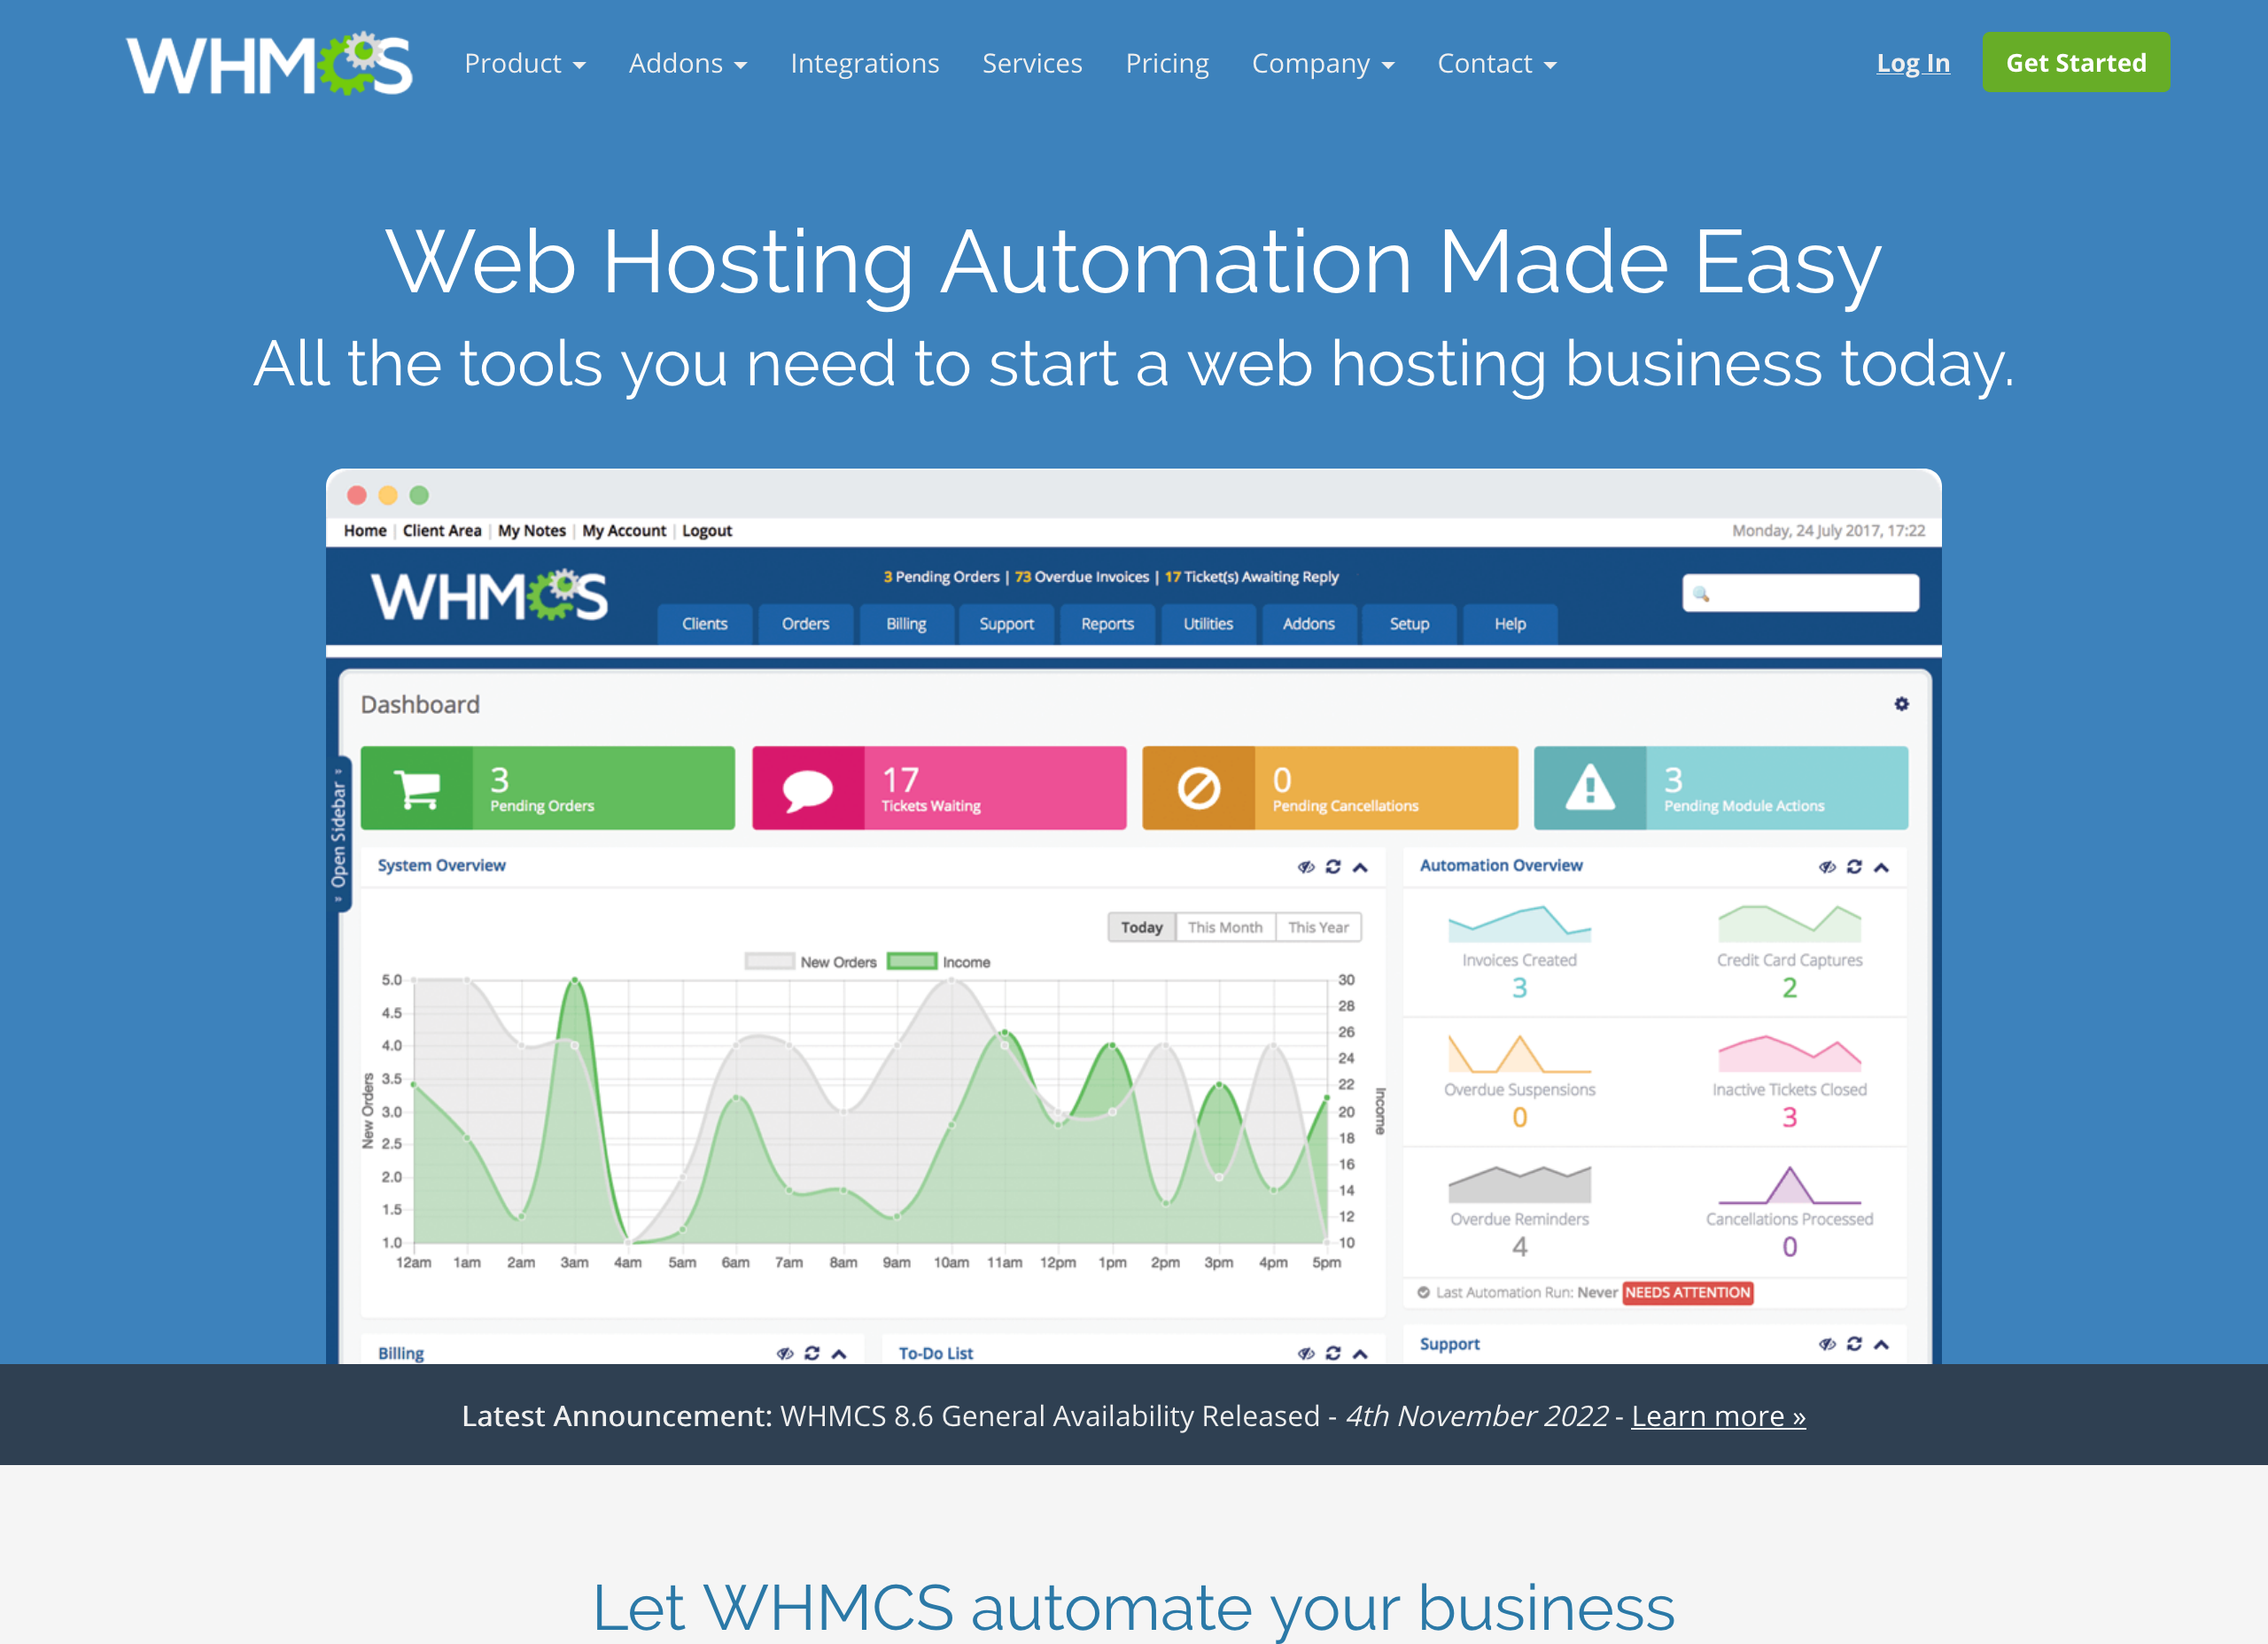 WHMCS Product Addons Integrations Services Pricing Company Contact Log In Get Started
Web Hosting Automation Made Easy
All the tools you need to start a web hosting business today.
Home | Client Area | My Notes | My Account | Logout Monday, 24 July 2017, 17:22
WHMCS 3 Pending Orders | 73 Overdue Invoices | 17 Ticket(s) Awaiting Reply
Clients Orders Billing Support Reports Utilities Addons Setup Help
Dashboard
» Open Sidebar »
3
Pending Orders
17
Tickets Waiting
0
Pending Cancellations
3
Pending Module Actions
System Overview
Today This Month This Year
New Orders Income
5.0
4.5
4.0
3.5
3.0
2.5
2.0
1.5
1.0
New Orders
30
28
26
24
22
20
18
16
14
12
10
Income
12am 1am 2am 3am 4am 5am 6am 7am 8am 9am 10am 11am 12pm 1pm 2pm 3pm 4pm 5pm
Automation Overview
Invoices Created
3
Credit Card Captures
2
Overdue Suspensions
0
Inactive Tickets Closed
3
Overdue Reminders
4
Cancellations Processed
0
Last Automation Run: Never NEEDS ATTENTION
Billing
To-Do List
Support
Latest Announcement: WHMCS 8.6 General Availability Released - 4th November 2022 - Learn more »
Let WHMCS automate your business